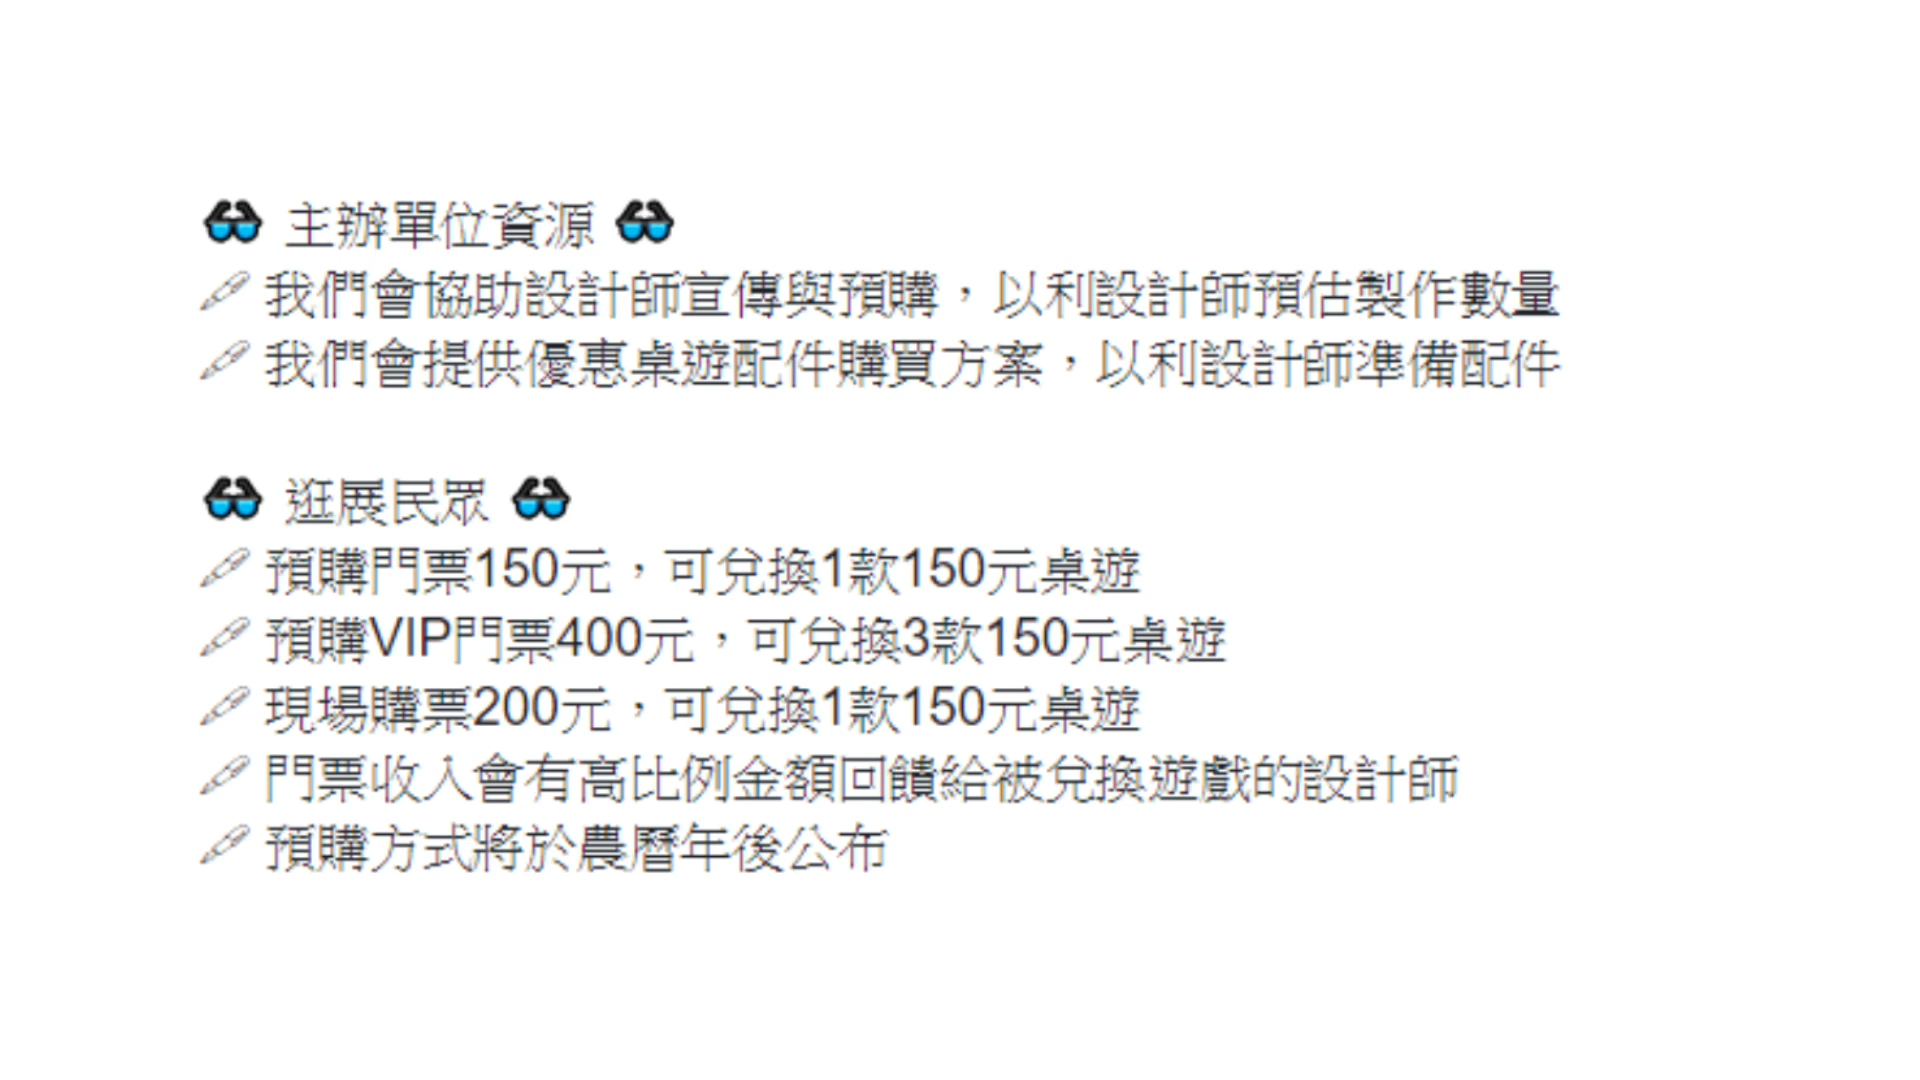 🕶 主辦單位資源 🕶
🖋 我們會協助設計師宣傳與預購，以利設計師預估製作數量
🖋 我們會提供優惠桌遊配件購買方案，以利設計師準備配件
🕶 逛展民眾 🕶
🖋 預購門票150元，可兌換1款150元桌遊
🖋 預購VIP門票400元，可兌換3款150元桌遊
🖋 現場購票200元，可兌換1款150元桌遊
🖋 門票收入會有高比例金額回饋給被兌換遊戲的設計師
🖋 預購方式將於農曆年後公布